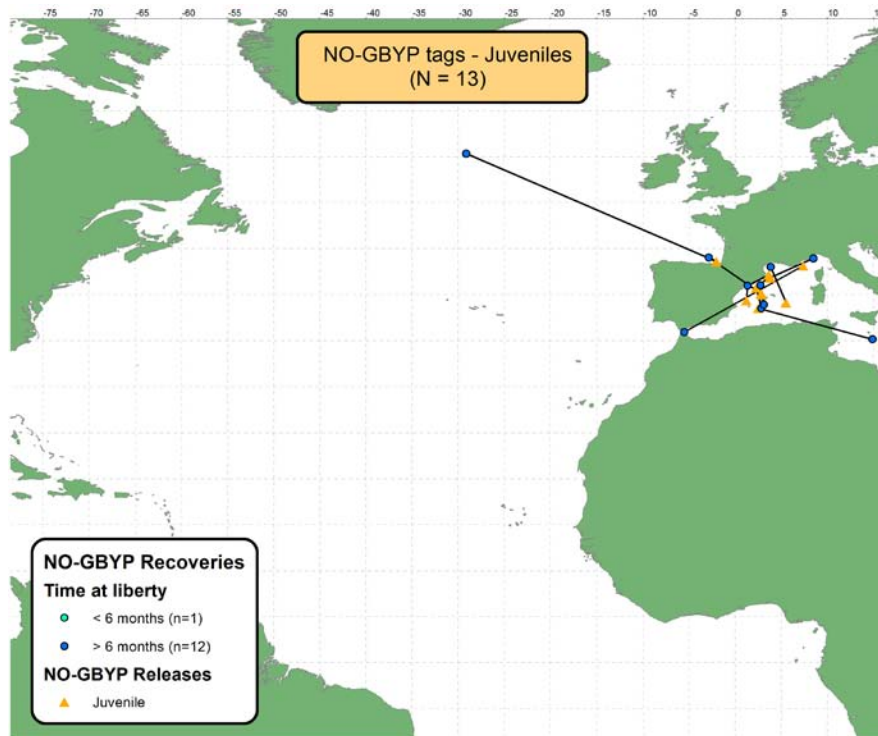 -75 -70 -65 -60 -55 -50 -45 -40 -35 -30 -25 -20 -15 -10 -5 0 5 10 15
NO-GBYP tags - Juveniles
(N = 13)
NO-GBYP Recoveries
Time at liberty
< 6 months (n=1)
> 6 months (n=12)
NO-GBYP Releases
Juvenile